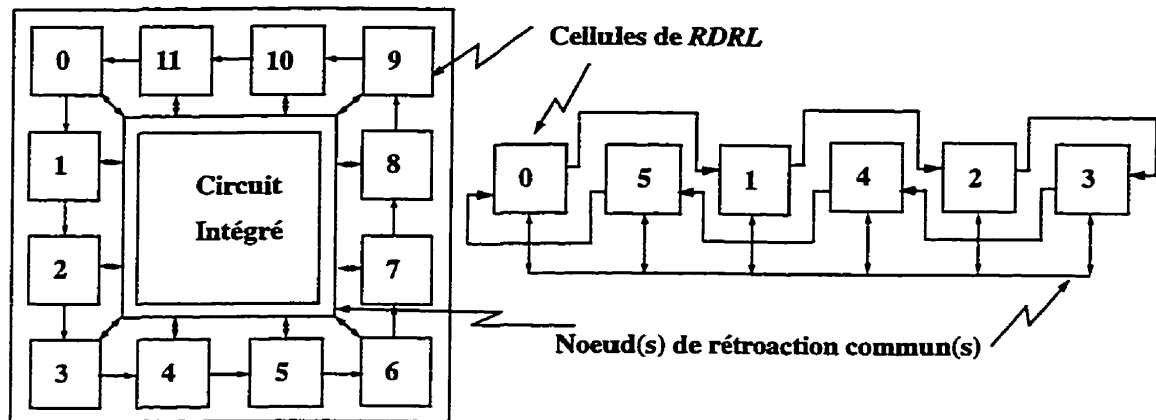 0 11 10 9
Cellules de RDRL
1 8
Circuit
Intégré
0 5 1 4 2 3
2 7
3 4 5 6
Noeud(s) de rétroaction commun(s)